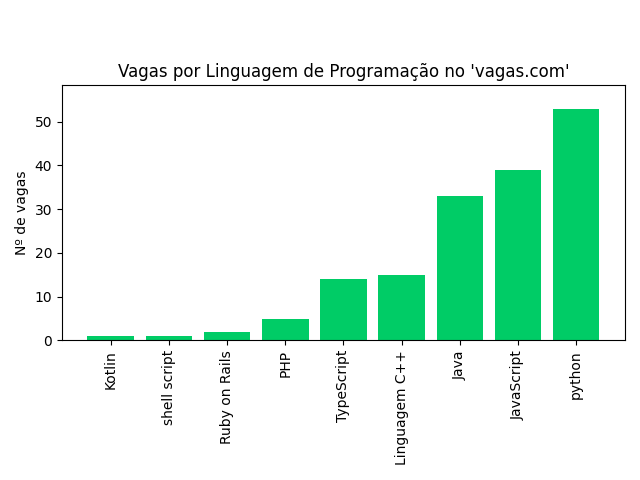 Vagas por Linguagem de Programação no 'vagas.com'
Nº de vagas
50
40
30
20
10
0
Kotlin
shell script
Ruby on Rails
PHP
TypeScript
Linguagem C++
Java
JavaScript
python